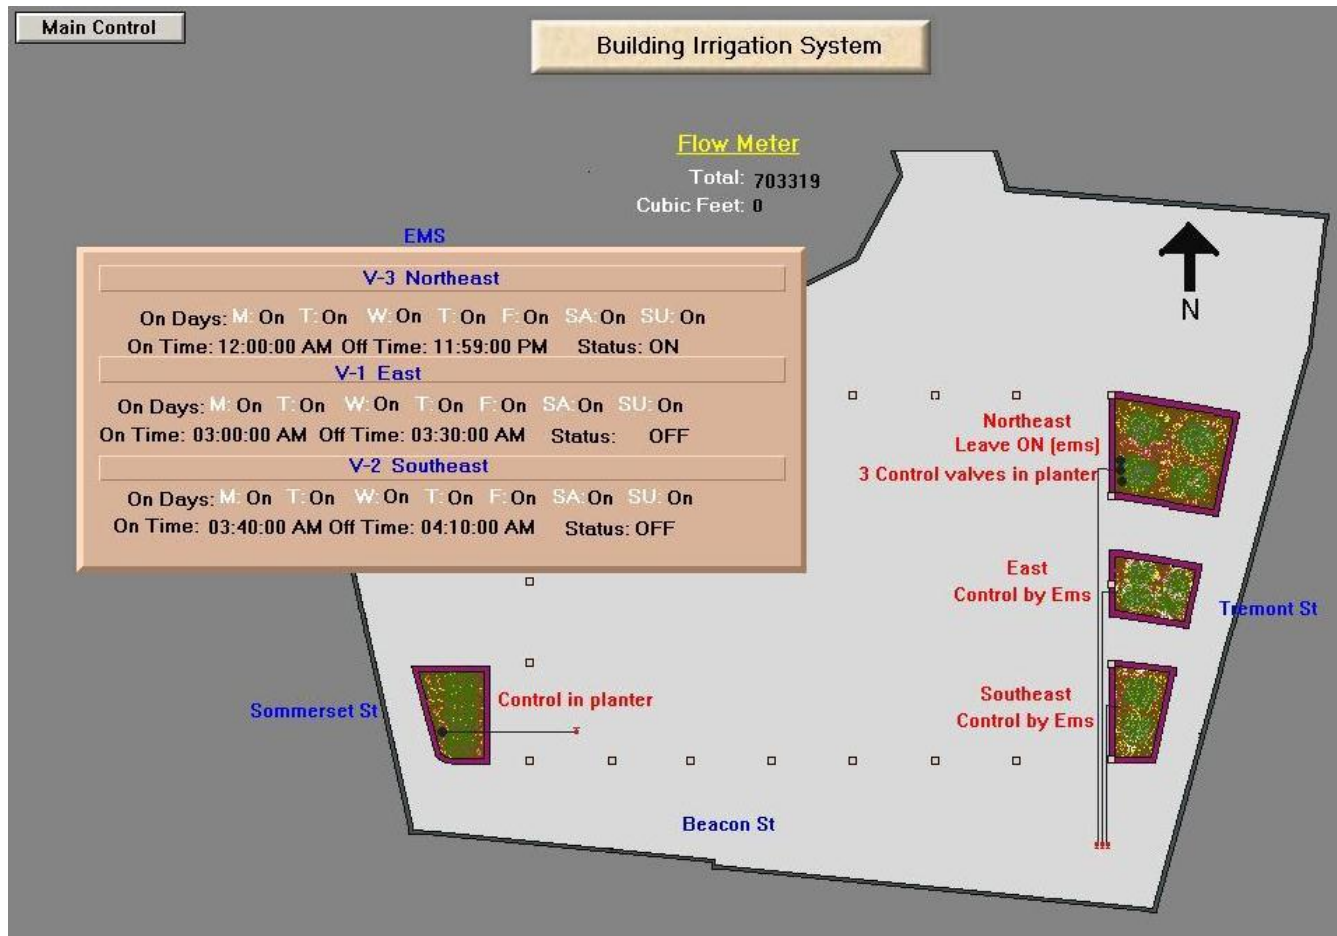 Main Control
Building Irrigation System
Flow Meter
Total: 703319
Cubic Feet: 0
EMS
V-3 Northeast
On Days: M: On T: On W: On T: On F: On SA: On SU: On
On Time: 12:00:00 AM Off Time: 11:59:00 PM Status: ON
V-1 East
On Days: M: On T: On W: On T: On F: On SA: On SU: On
On Time: 03:00:00 AM Off Time: 03:30:00 AM Status: OFF
V-2 Southeast
On Days: M: On T: On W: On T: On F: On SA: On SU: On
On Time: 03:40:00 AM Off Time: 04:10:00 AM Status: OFF
N
Northeast
Leave ON (ems)
3 Control valves in planter
East
Control by Ems
Tremont St
Southeast
Control by Ems
Control in planter
Sommerset St
Beacon St